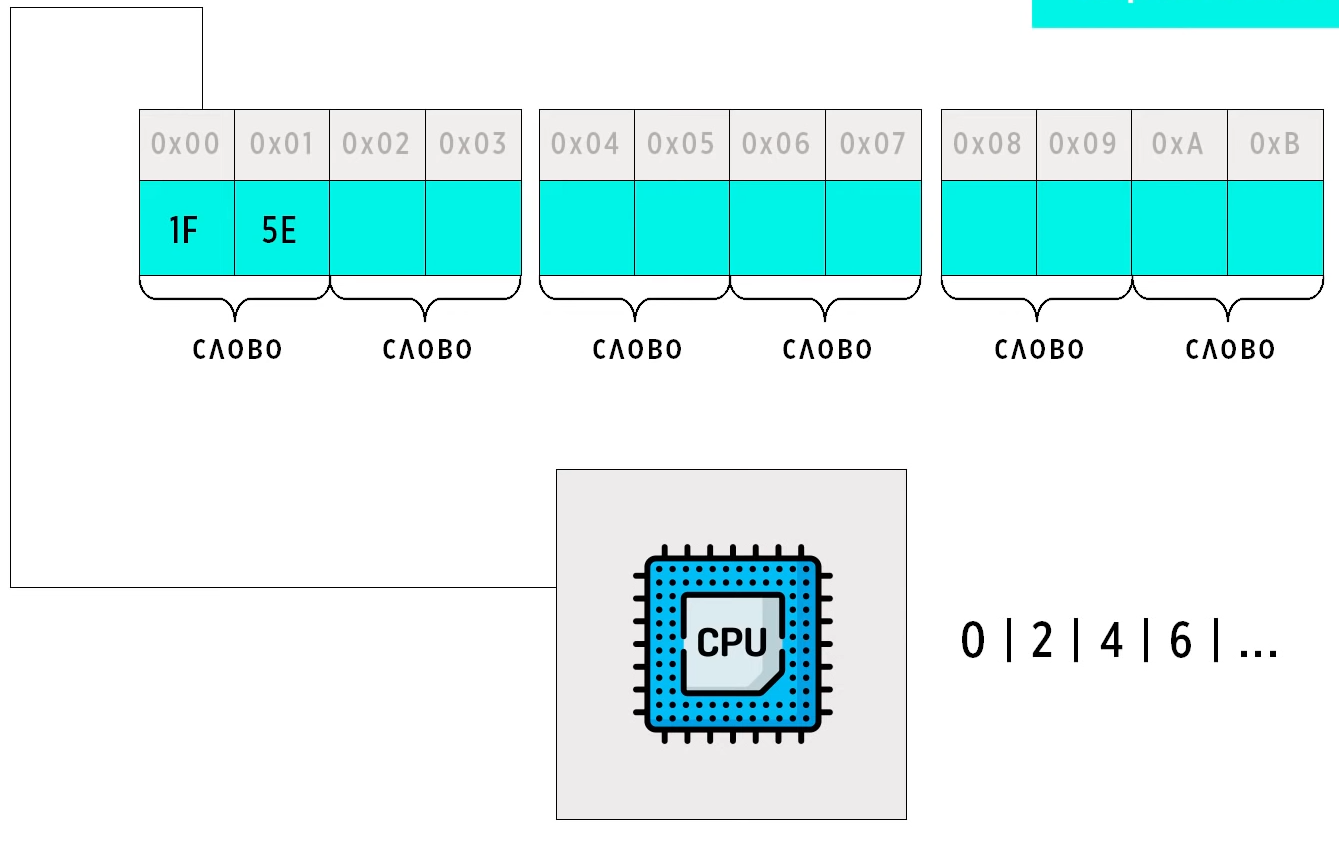 0x00 0x01 0x02 0x03 0x04 0x05 0x06 0x07 0x08 0x09 0xA 0xB
1F 5E
СЛОВО СЛОВО СЛОВО СЛОВО СЛОВО СЛОВО
CPU
0 | 2 | 4 | 6 | ...